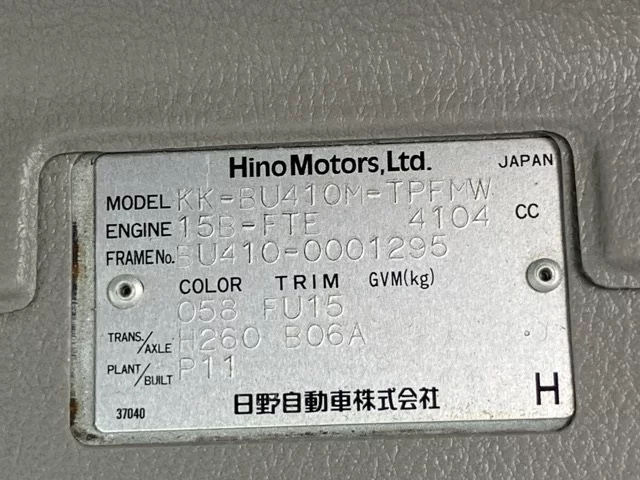 Hino Motors, Ltd. JAPAN
MODEL KK-BU410M-TPFMW
ENGINE 15B-FTE 4104 CC
FRAME No. BU410-0001295
COLOR TRIM GVM(kg)
058 FU15
TRANS./AXLE H260 B06A
PLANT/BUILT P11
37040 日野自動車株式会社 H